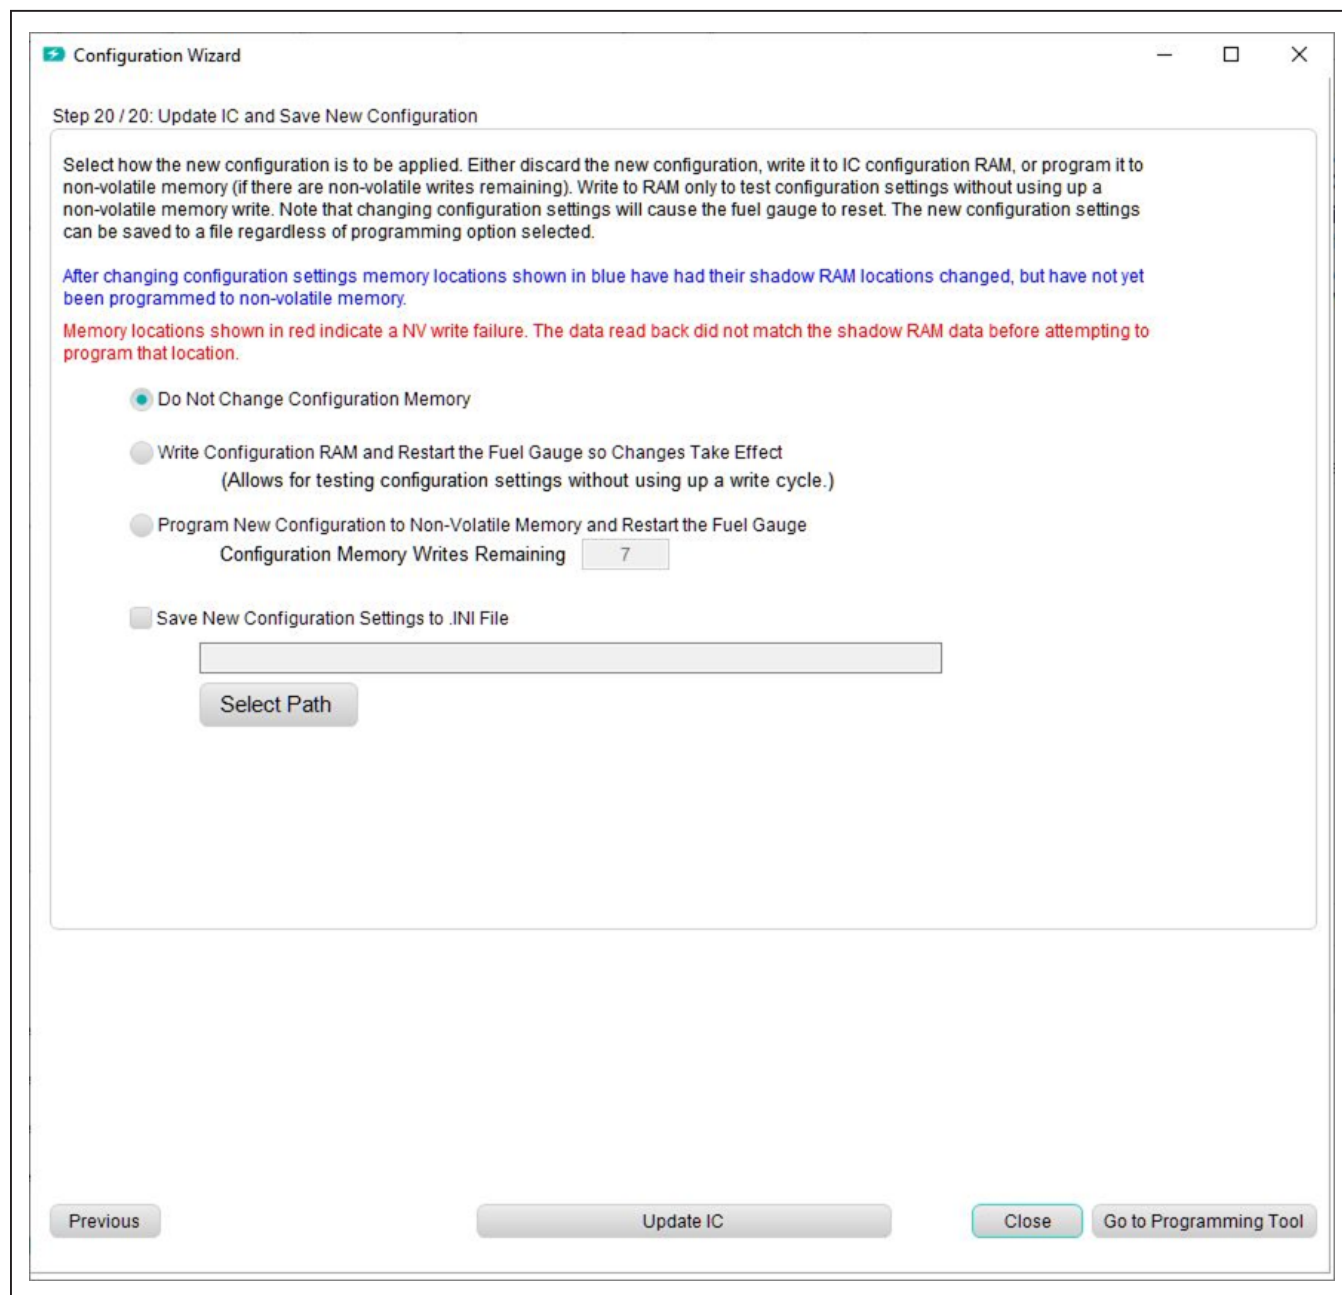 Configuration Wizard
Step 20 / 20: Update IC and Save New Configuration
Select how the new configuration is to be applied. Either discard the new configuration, write it to IC configuration RAM, or program it to
non-volatile memory (if there are non-volatile writes remaining). Write to RAM only to test configuration settings without using up a
non-volatile memory write. Note that changing configuration settings will cause the fuel gauge to reset. The new configuration settings
can be saved to a file regardless of programming option selected.
After changing configuration settings memory locations shown in blue have had their shadow RAM locations changed, but have not yet
been programmed to non-volatile memory.
Memory locations shown in red indicate a NV write failure. The data read back did not match the shadow RAM data before attempting to
program that location.
Do Not Change Configuration Memory
Write Configuration RAM and Restart the Fuel Gauge so Changes Take Effect
(Allows for testing configuration settings without using up a write cycle.)
Program New Configuration to Non-Volatile Memory and Restart the Fuel Gauge
Configuration Memory Writes Remaining 7
Save New Configuration Settings to .INI File
Select Path
Previous Update IC Close Go to Programming Tool